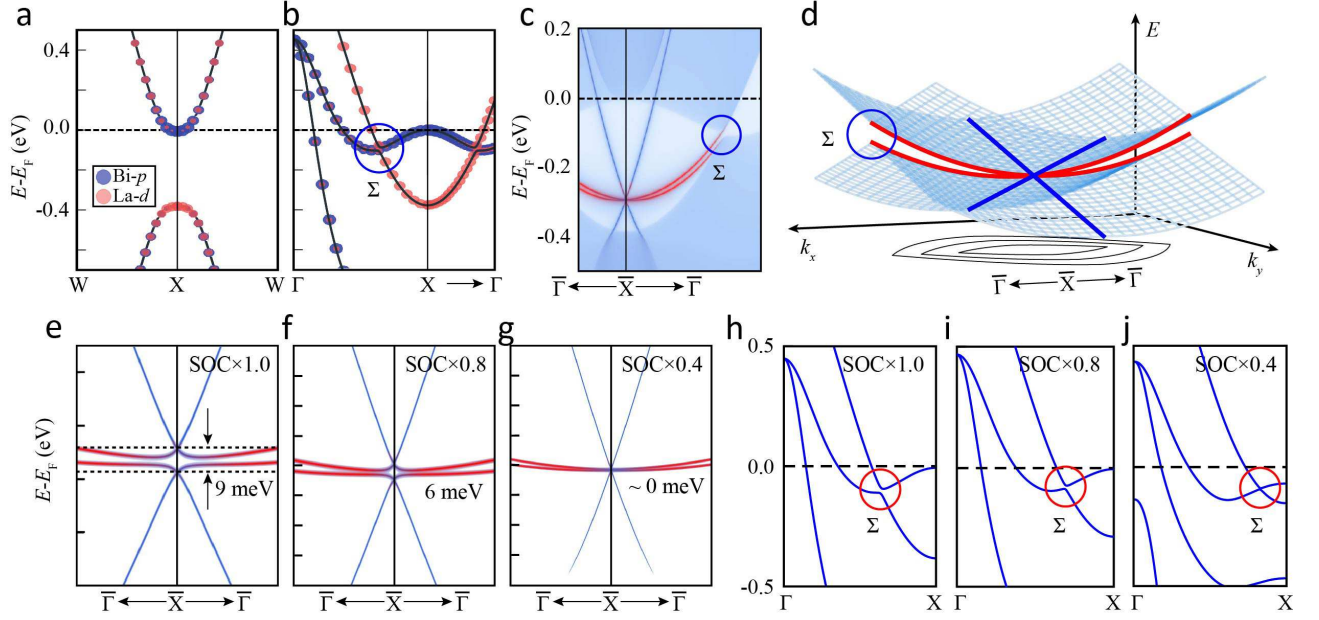 a
b
c
d
E-E_F (eV)
0.4
0.0
-0.4
Bi-p
La-d
W X W
Σ
Γ X → Γ
E-E_F (eV)
0.2
0.0
-0.2
-0.4
Σ
Γ̅ ← X̅ → Γ̅
E
Σ
k_x
k_y
Γ̅ ← X̅ → Γ̅
e
f
g
h
i
j
E-E_F (eV)
SOC×1.0
9 meV
Γ̅ ← X̅ → Γ̅
SOC×0.8
6 meV
Γ̅ ← X̅ → Γ̅
SOC×0.4
~ 0 meV
Γ̅ ← X̅ → Γ̅
0.5
0.0
-0.5
SOC×1.0
Σ
Γ X
SOC×0.8
Σ
Γ X
SOC×0.4
Σ
Γ X